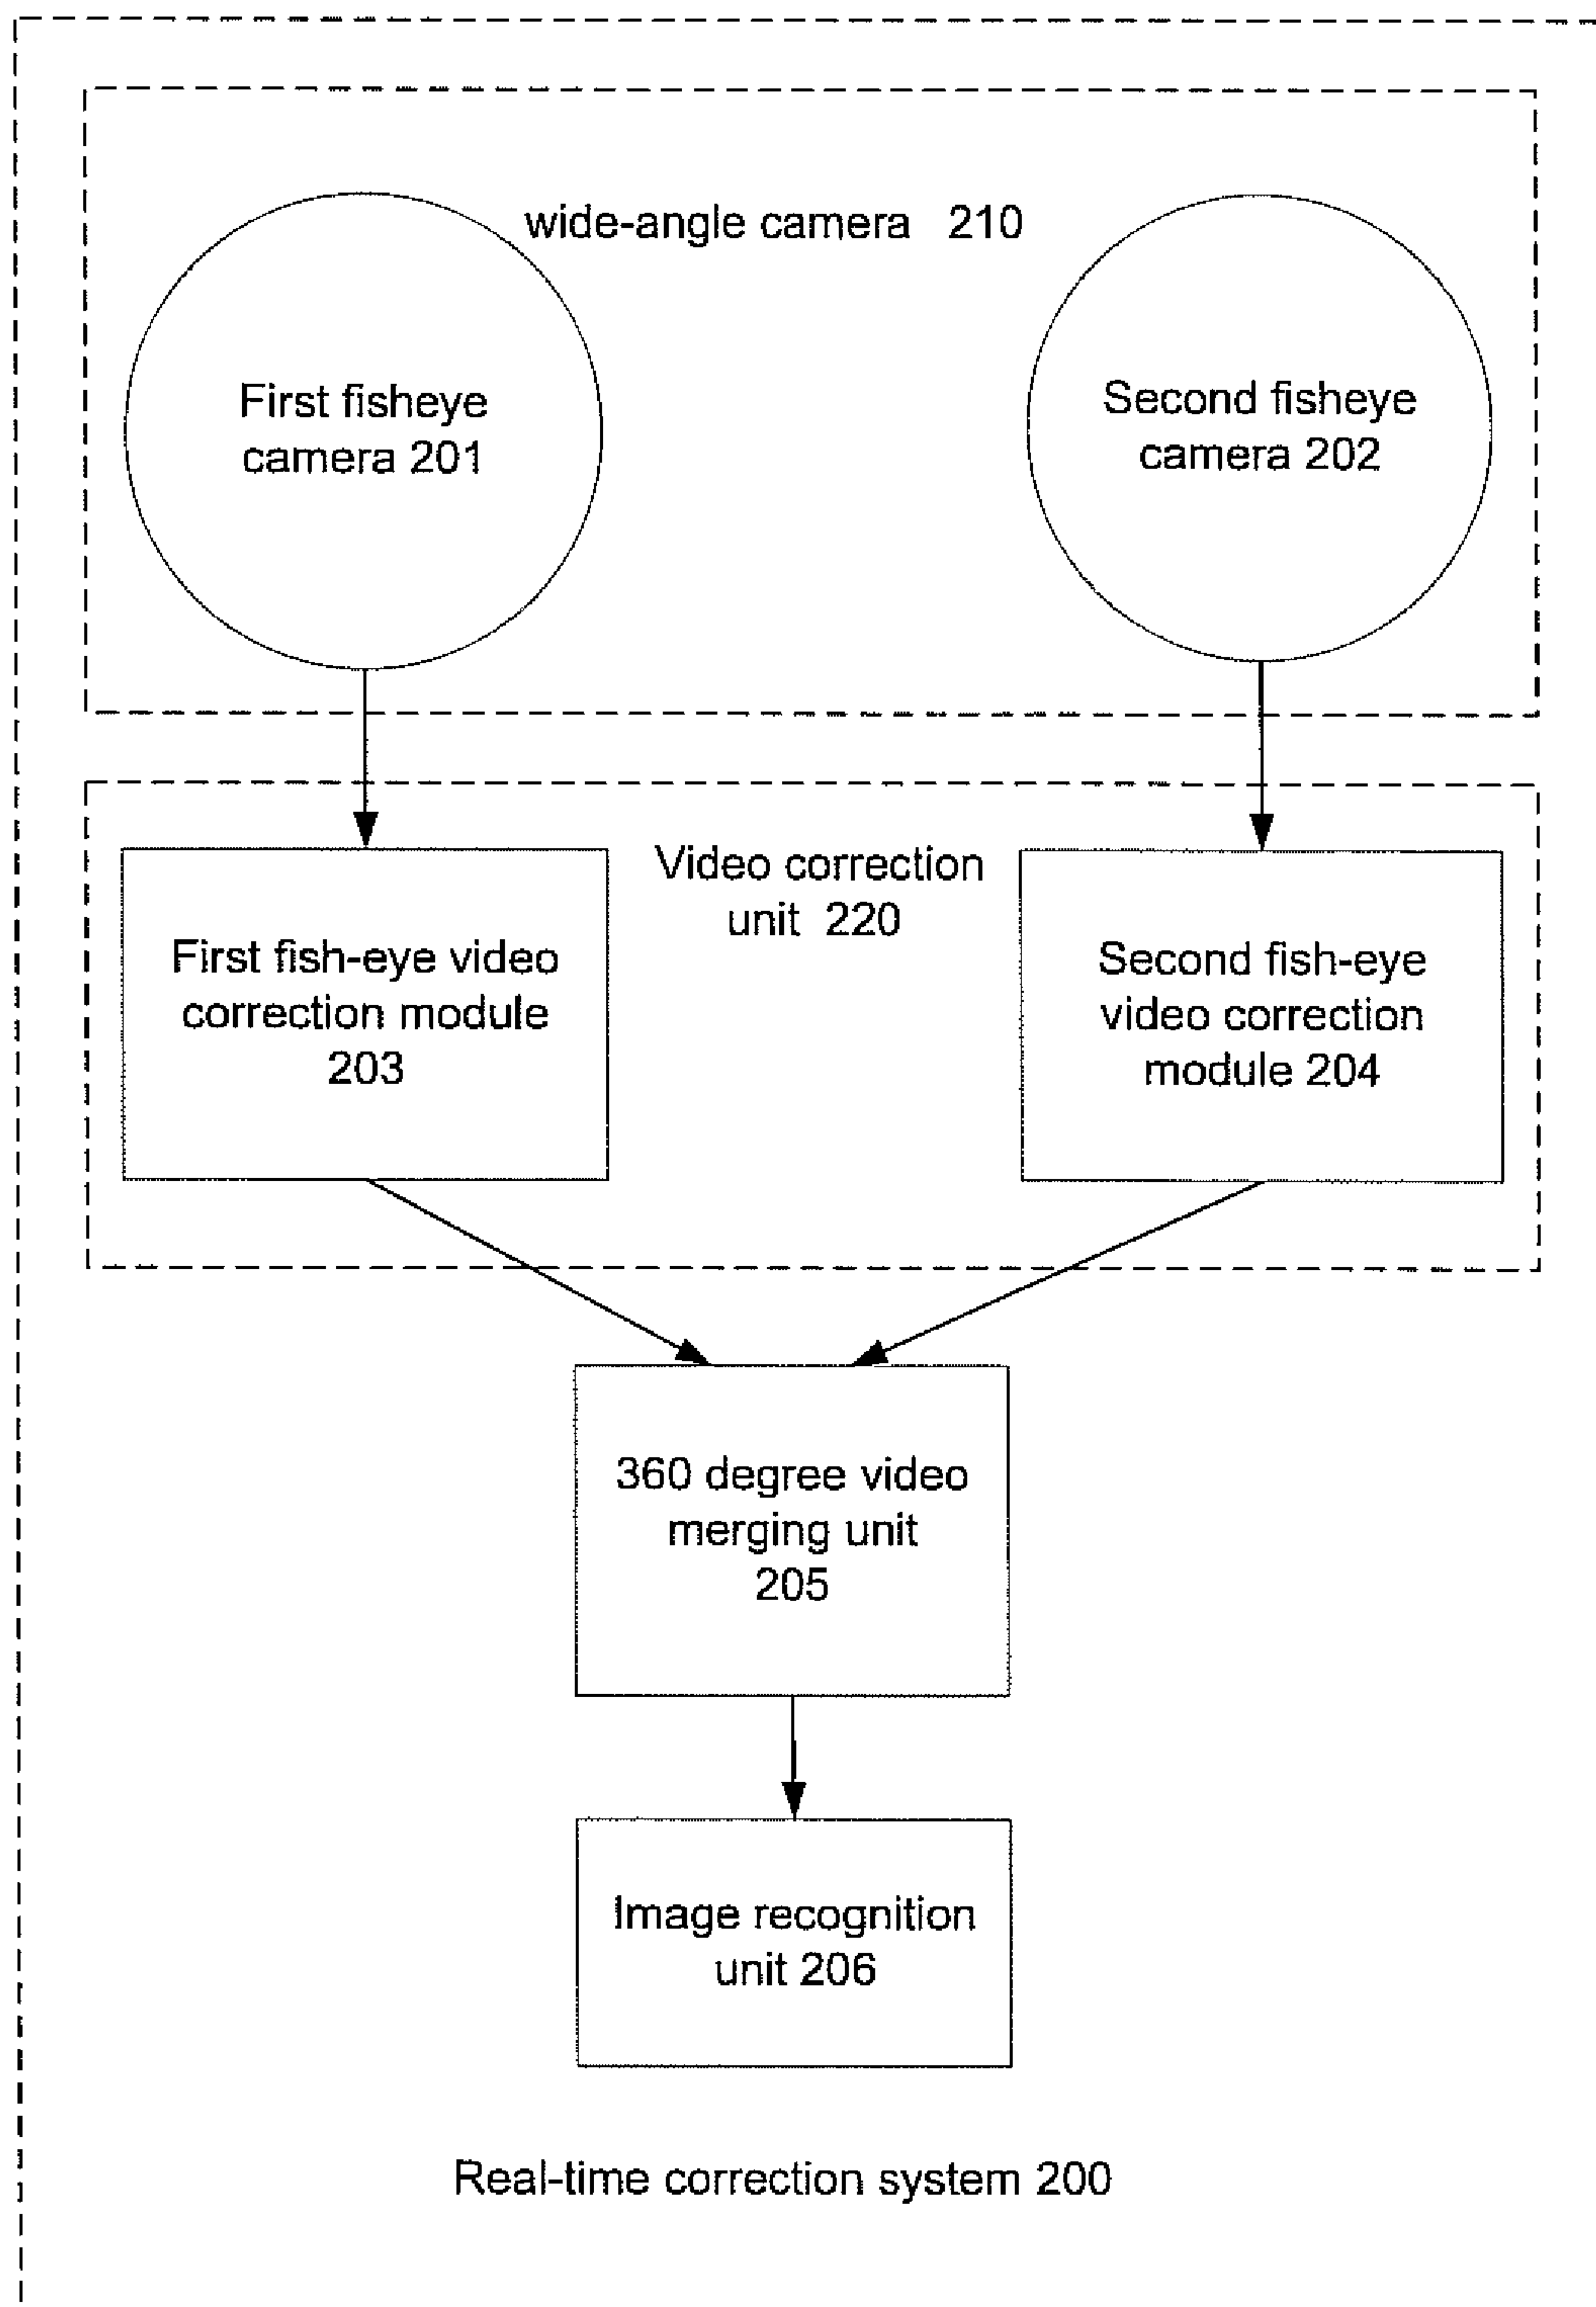 wide-angle camera 210
First fisheye
camera 201
Second fisheye
camera 202
Video correction
unit 220
First fish-eye video
correction module
203
Second fish-eye
video correction
module 204
360 degree video
merging unit
205
Image recognition
unit 206
Real-time correction system 200